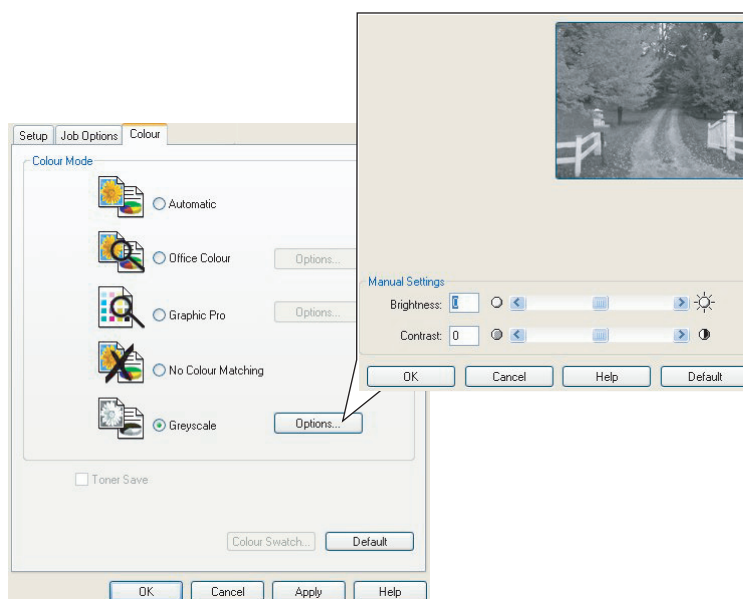 Setup Job Options Colour
Colour Mode
Automatic
Office Colour Options...
Graphic Pro Options...
No Colour Matching
Greyscale Options...
Toner Save
Colour Swatch... Default
OK Cancel Apply Help
Manual Settings
Brightness: 0
Contrast: 0
OK Cancel Help Default